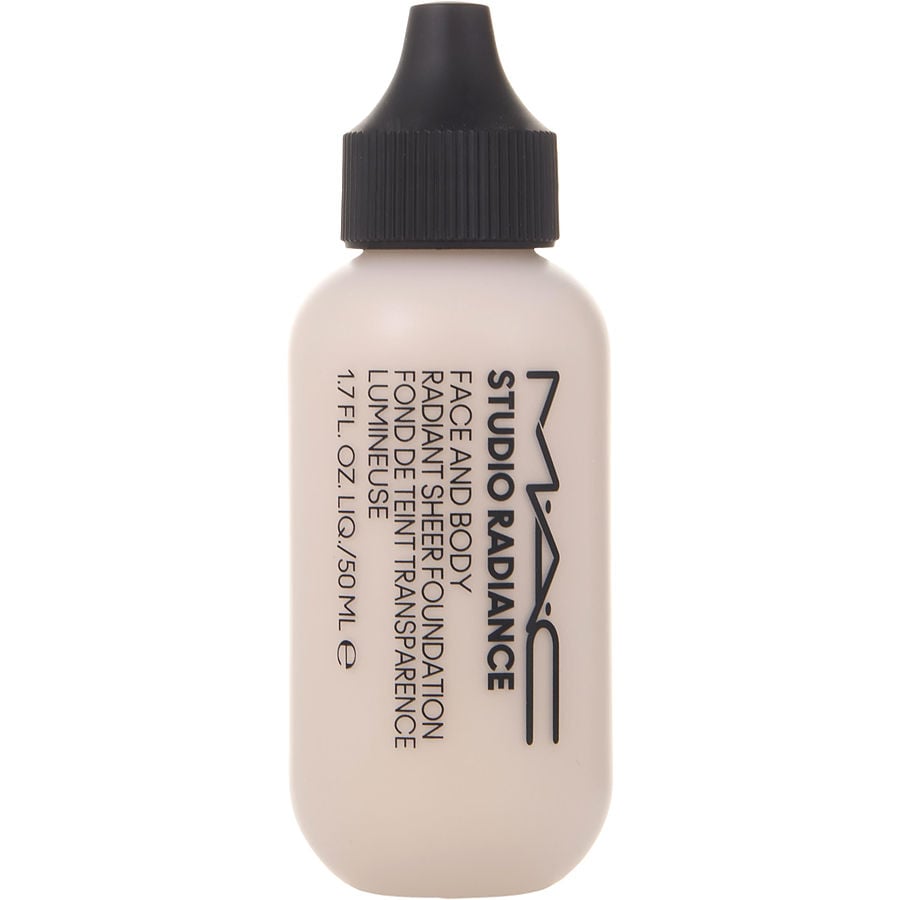 M·A·C
STUDIO RADIANCE
FACE AND BODY
RADIANT SHEER FOUNDATION
FOND DE TEINT TRANSPARENCE
LUMINEUSE
1.7 FL. OZ. LIQ./50 ML ℮